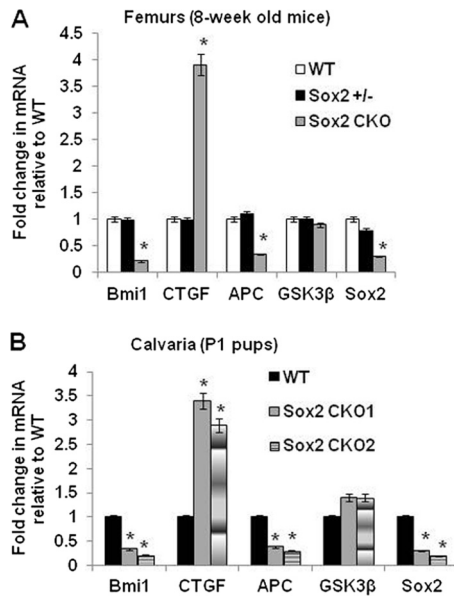 A
Femurs (8-week old mice)
Fold change in mRNA
relative to WT
4.5
4
3.5
3
2.5
2
1.5
1
0.5
0
*
WT
Sox2 +/-
Sox2 CKO
*
*
*
Bmi1 CTGF APC GSK3β Sox2
B
Calvaria (P1 pups)
Fold change in mRNA
relative to WT
4
3.5
3
2.5
2
1.5
1
0.5
0
*
*
WT
Sox2 CKO1
Sox2 CKO2
* *
* *
* *
Bmi1 CTGF APC GSK3β Sox2